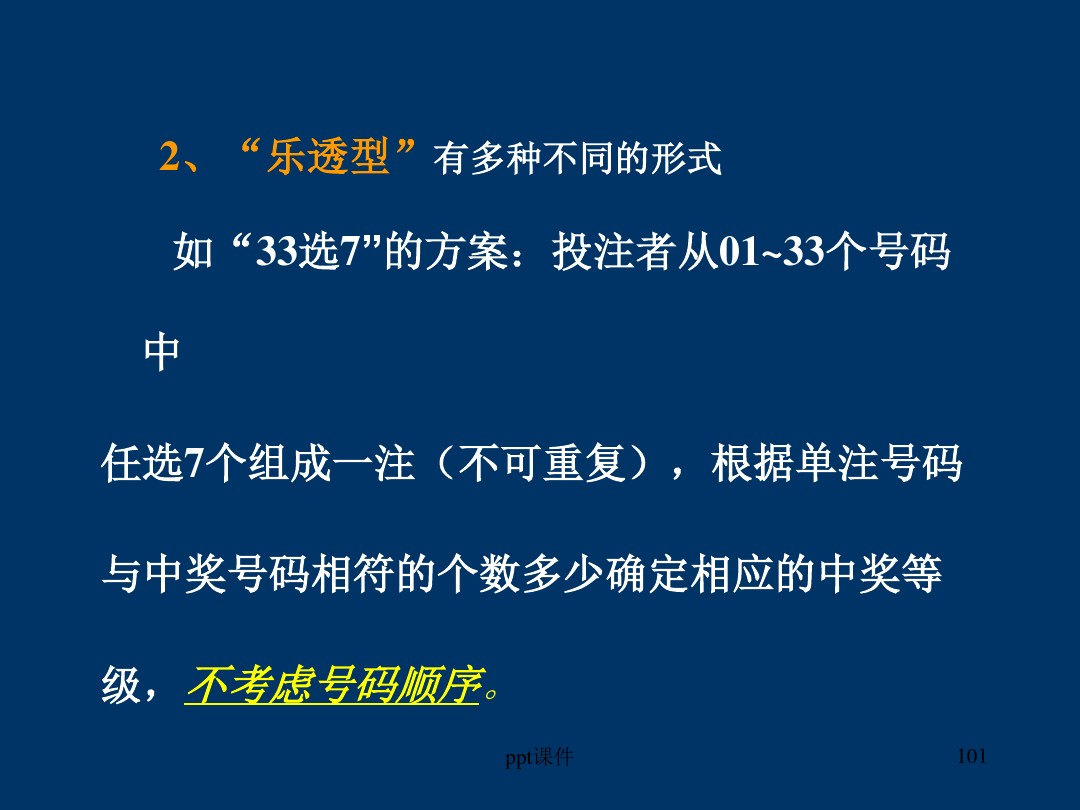 2、“乐透型”有多种不同的形式
如“33选7”的方案：投注者从01~33个号码
中
任选7个组成一注（不可重复），根据单注号码
与中奖号码相符的个数多少确定相应的中奖等
级，不考虑号码顺序。
ppt课件
101